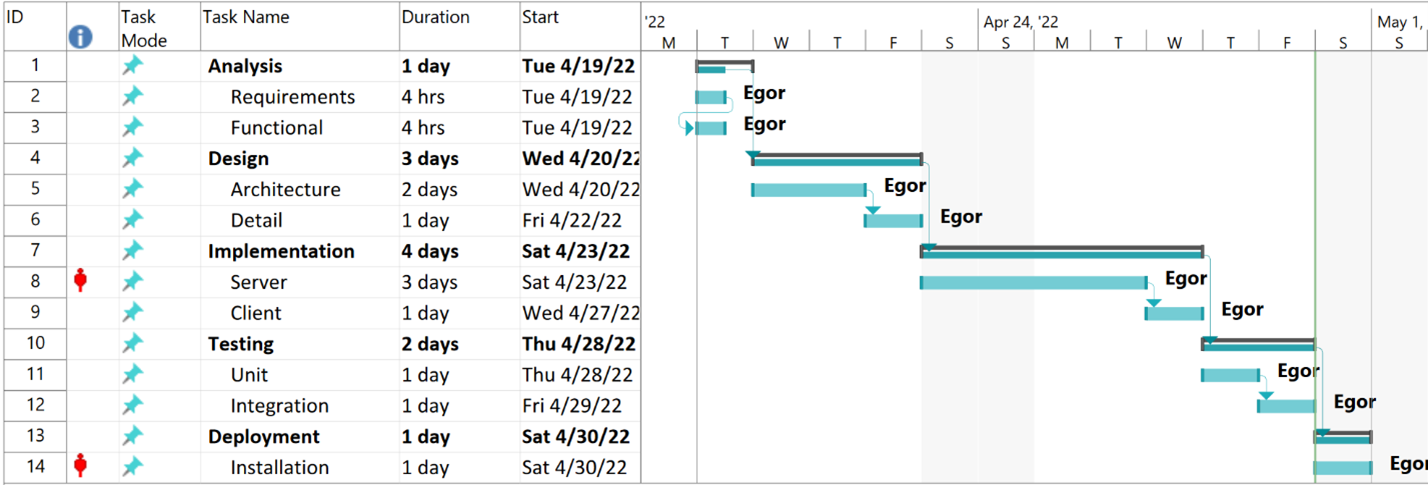 ID Task Mode Task Name Duration Start '22 Apr 24, '22 May 1,
M T W T F S S M T W T F S S
1 Analysis 1 day Tue 4/19/22
2 Requirements 4 hrs Tue 4/19/22 Egor
3 Functional 4 hrs Tue 4/19/22 Egor
4 Design 3 days Wed 4/20/22
5 Architecture 2 days Wed 4/20/22 Egor
6 Detail 1 day Fri 4/22/22 Egor
7 Implementation 4 days Sat 4/23/22
8 Server 3 days Sat 4/23/22 Egor
9 Client 1 day Wed 4/27/22 Egor
10 Testing 2 days Thu 4/28/22
11 Unit 1 day Thu 4/28/22 Egor
12 Integration 1 day Fri 4/29/22 Egor
13 Deployment 1 day Sat 4/30/22
14 Installation 1 day Sat 4/30/22 Egor